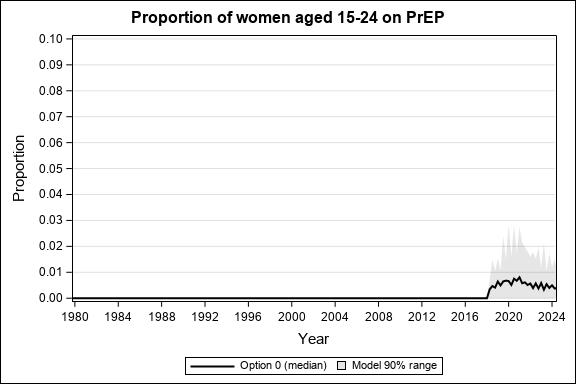 Proportion of women aged 15-24 on PrEP
0.10
0.09
0.08
0.07
0.06
0.05
0.04
0.03
0.02
0.01
0.00
Proportion
1980 1984 1988 1992 1996 2000 2004 2008 2012 2016 2020 2024
Year
Option 0 (median) Model 90% range